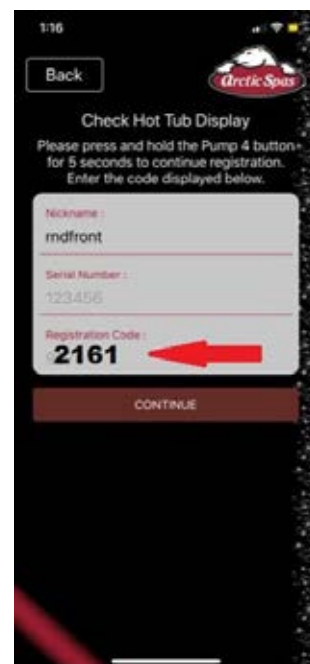 1:16
Back
Arctic Spas
Check Hot Tub Display
Please press and hold the Pump 4 button
for 5 seconds to continue registration.
Enter the code displayed below.
Nickname :
rndfront
Serial Number :
123456
Registration Code :
2161
CONTINUE